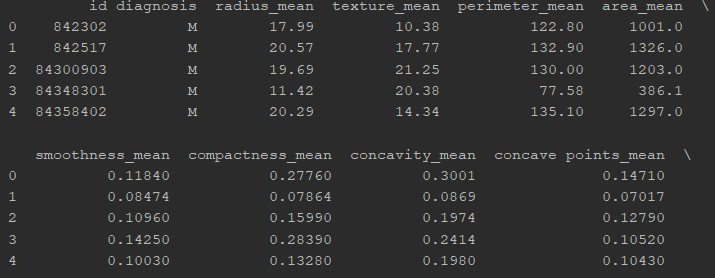 id diagnosis radius_mean texture_mean perimeter_mean area_mean \
0 842302 M 17.99 10.38 122.80 1001.0
1 842517 M 20.57 17.77 132.90 1326.0
2 84300903 M 19.69 21.25 130.00 1203.0
3 84348301 M 11.42 20.38 77.58 386.1
4 84358402 M 20.29 14.34 135.10 1297.0
smoothness_mean compactness_mean concavity_mean concave points_mean \
0 0.11840 0.27760 0.3001 0.14710
1 0.08474 0.07864 0.0869 0.07017
2 0.10960 0.15990 0.1974 0.12790
3 0.14250 0.28390 0.2414 0.10520
4 0.10030 0.13280 0.1980 0.10430